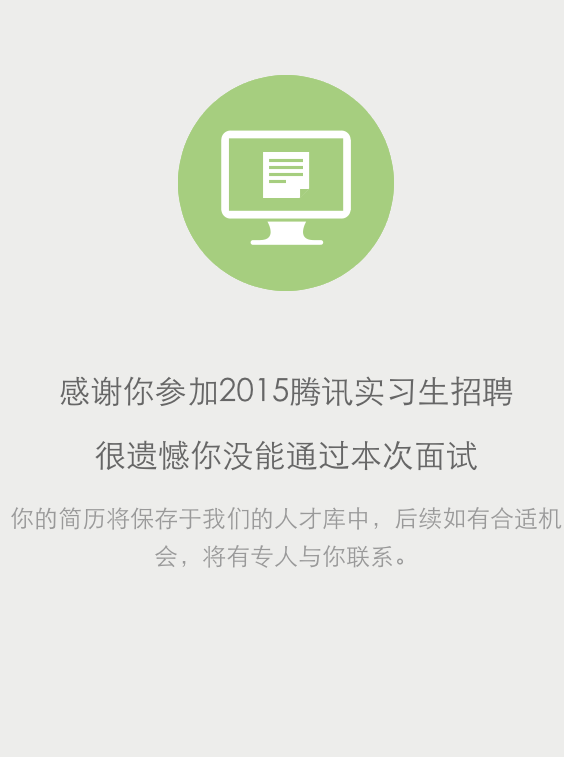 感谢你参加2015腾讯实习生招聘
很遗憾你没能通过本次面试
你的简历将保存于我们的人才库中，后续如有合适机
会，将有专人与你联系。